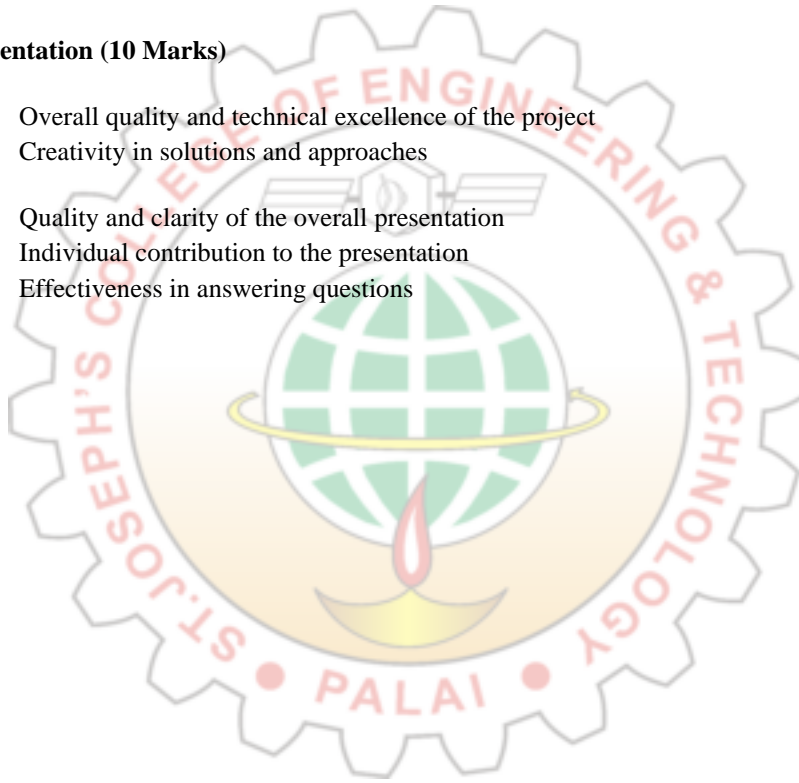 entation (10 Marks)
Overall quality and technical excellence of the project
Creativity in solutions and approaches
Quality and clarity of the overall presentation
Individual contribution to the presentation
Effectiveness in answering questions
ST.JOSEPH'S COLLEGE OF ENGINEERING & TECHNOLOGY
PALAI